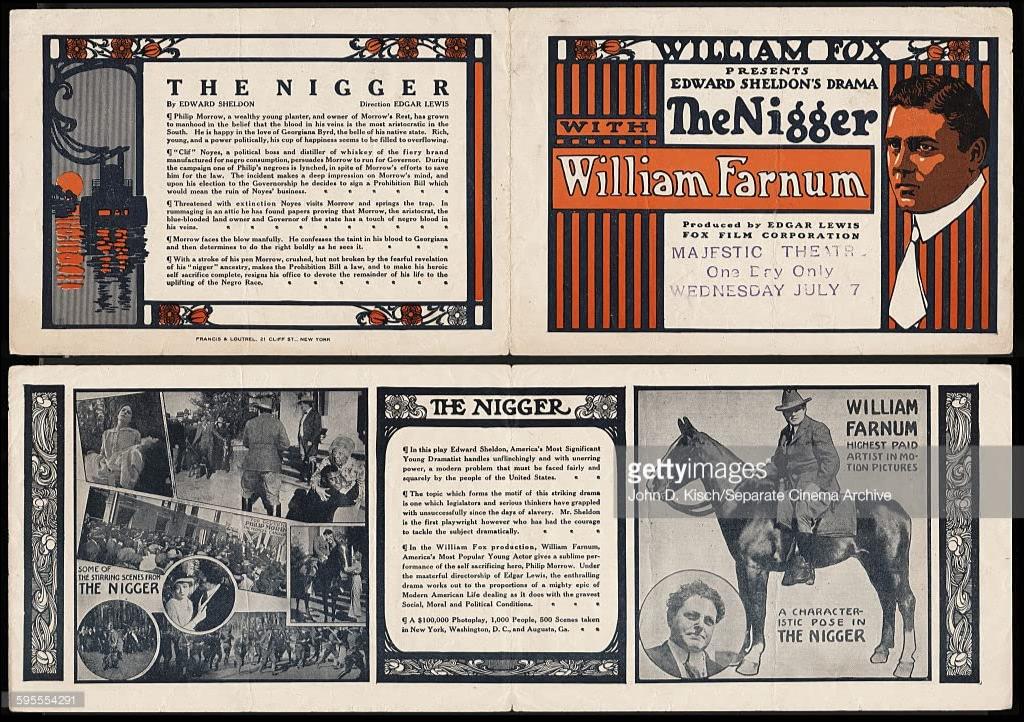 THE NIGGER
By EDWARD SHELDON Direction EDGAR LEWIS
¶ Philip Morrow, a wealthy young planter, and owner of Morrow's Rest, has grown
to manhood in the belief that the blood in his veins is the most aristocratic in the
South. He is happy in the love of Georgiana Byrd, the belle of his native state. Rich,
young, and a power politically, his cup of happiness seems to be filled to overflowing.
¶ "Clif" Noyes, a political boss and distiller of whiskey of the fiery brand
manufactured for negro consumption, persuades Morrow to run for Governor. During
the campaign one of Philip's negroes is lynched, in spite of Morrow's efforts to save
him for the law. The incident makes a deep impression on Morrow's mind, and
upon his election to the Governorship he decides to sign a Prohibition Bill which
would mean the ruin of Noyes' business.
¶ Threatened with extinction Noyes visits Morrow and springs the trap. In
rummaging in an attic he has found papers proving that Morrow, the aristocrat, the
blue-blooded land owner and Governor of the state has a touch of negro blood in
his veins.
¶ Morrow faces the blow manfully. He confesses the taint in his blood to Georgiana
and then determines to do the right boldly as he sees it.
¶ With a stroke of his pen Morrow, crushed, but not broken by the fearful revelation
of his "nigger" ancestry, makes the Prohibition Bill a law, and to make his heroic
self sacrifice complete, resigns his office to devote the remainder of his life to the
uplifting of the Negro Race.
FRANCIS & LOUTREL, 21 CLIFF ST., NEW YORK
WILLIAM FOX
PRESENTS
EDWARD SHELDON'S DRAMA
The Nigger
WITH
William Farnum
Produced by EDGAR LEWIS
FOX FILM CORPORATION
MAJESTIC THEATR
One Day Only
WEDNESDAY JULY 7
SOME OF
THE STIRRING SCENES FROM
THE NIGGER
THE NIGGER
¶ In this play Edward Sheldon, America's Most Significant
Young Dramatist handles unflinchingly and with unerring
power, a modern problem that must be faced fairly and
squarely by the people of the United States.
¶ The topic which forms the motif of this striking drama
is one which legislators and serious thinkers have grappled
with unsuccessfully since the days of slavery. Mr. Sheldon
is the first playwright however who has had the courage
to tackle the subject dramatically.
¶ In the William Fox production, William Farnum,
America's Most Popular Young Actor gives a sublime per-
formance of the self sacrificing hero, Philip Morrow. Under
the masterful directorship of Edgar Lewis, the enthralling
drama works out to the proportions of a mighty epic of
Modern American Life dealing as it does with the gravest
Social, Moral and Political Conditions.
¶ A $100,000 Photoplay, 1,000 People, 500 Scenes taken
in New York, Washington, D. C., and Augusta, Ga.
WILLIAM
FARNUM
HIGHEST PAID
ARTIST IN MO-
TION PICTURES
gettyimages
John D. Kisch/Separate Cinema Archive
A CHARACTER-
ISTIC POSE IN
THE NIGGER
595554291